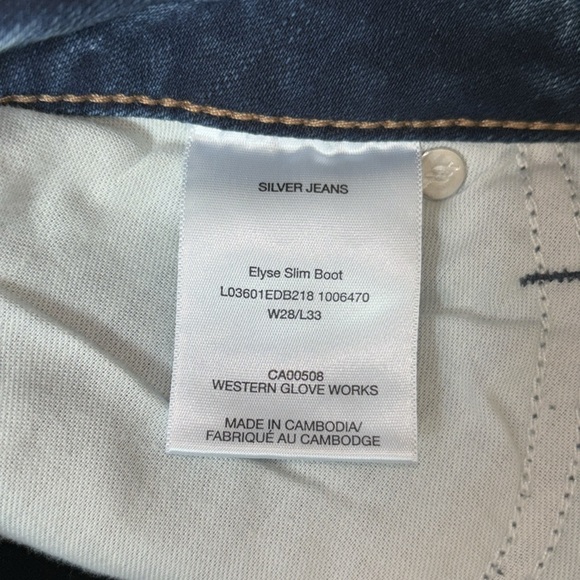 SILVER JEANS
Elyse Slim Boot
L03601EDB218 1006470
W28/L33
CA00508
WESTERN GLOVE WORKS
MADE IN CAMBODIA/
FABRIQUÉ AU CAMBODGE